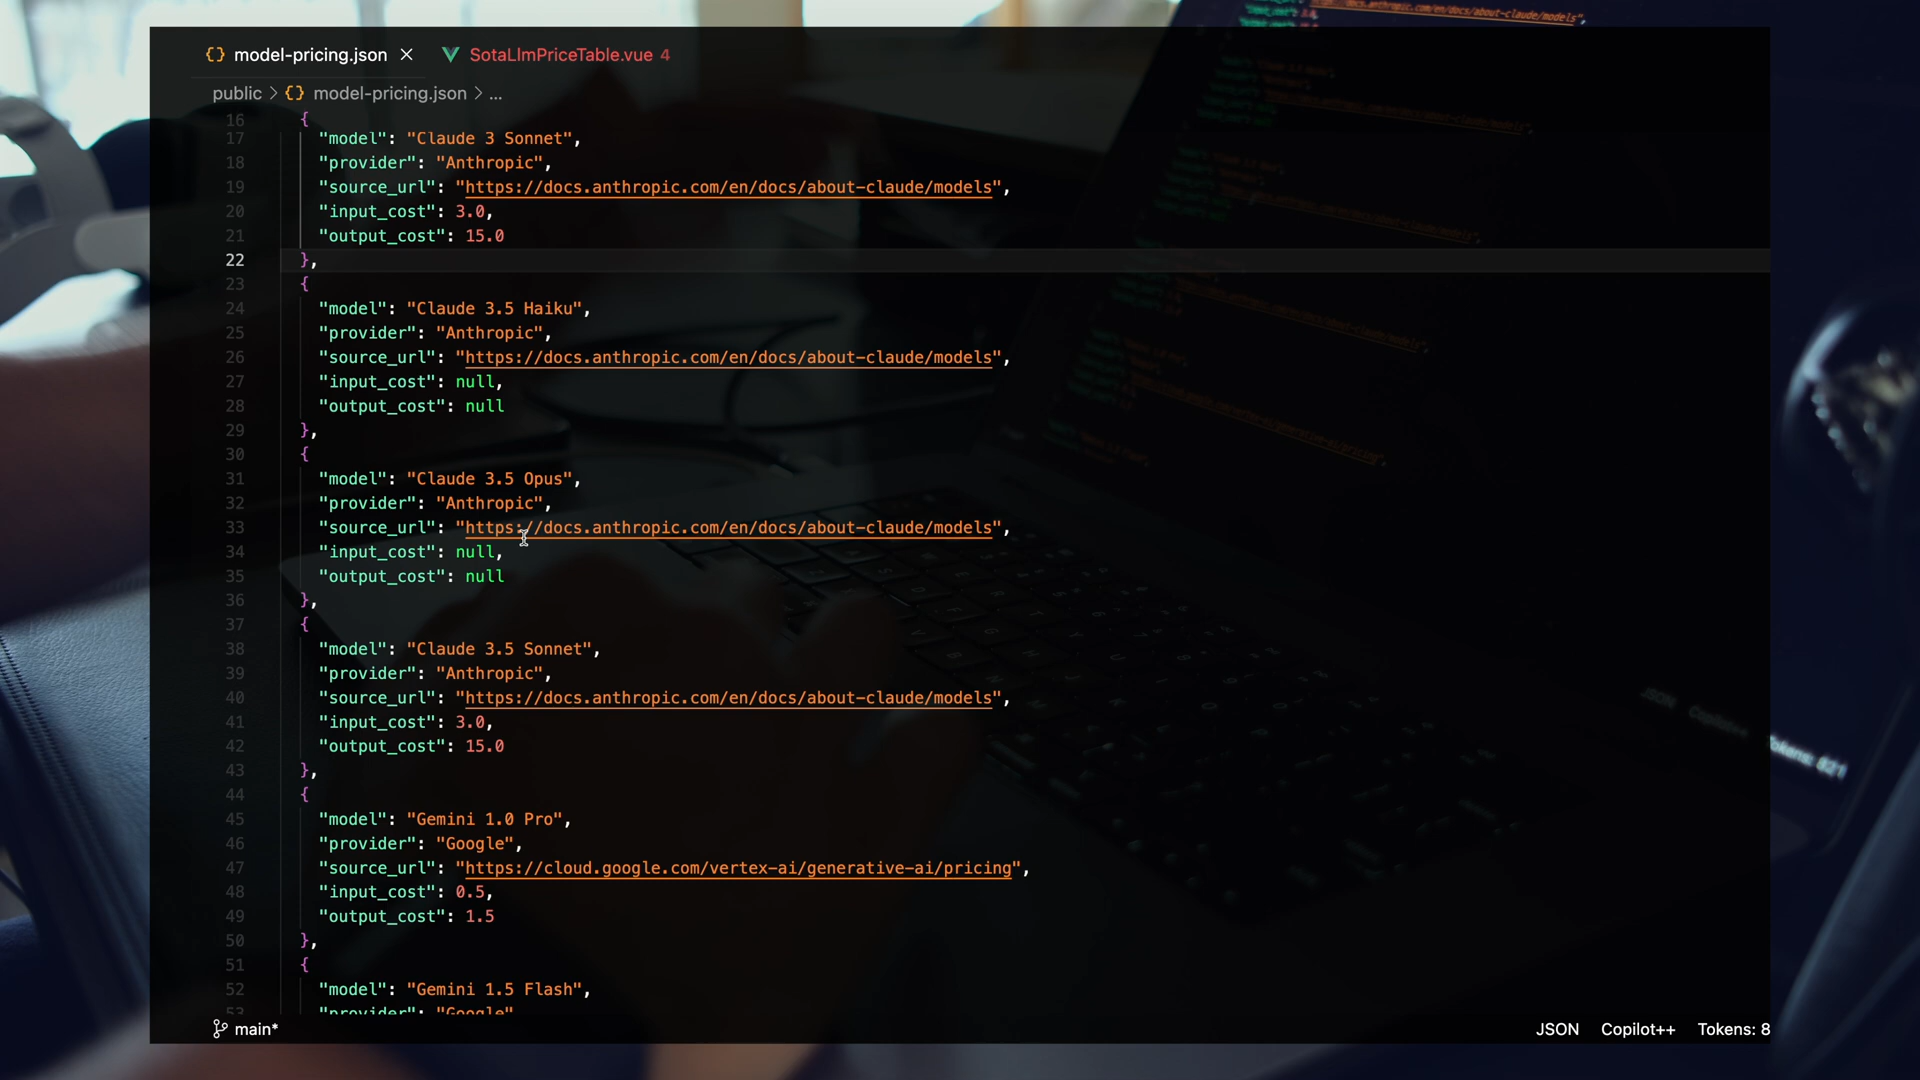 model-pricing.json
SotaLlmPriceTable.vue 4
public > {} model-pricing.json > ...
16 {
17 "model": "Claude 3 Sonnet",
18 "provider": "Anthropic",
19 "source_url": "https://docs.anthropic.com/en/docs/about-claude/models",
20 "input_cost": 3.0,
21 "output_cost": 15.0
22 },
23 {
24 "model": "Claude 3.5 Haiku",
25 "provider": "Anthropic",
26 "source_url": "https://docs.anthropic.com/en/docs/about-claude/models",
27 "input_cost": null,
28 "output_cost": null
29 },
30 {
31 "model": "Claude 3.5 Opus",
32 "provider": "Anthropic",
33 "source_url": "https://docs.anthropic.com/en/docs/about-claude/models",
34 "input_cost": null,
35 "output_cost": null
36 },
37 {
38 "model": "Claude 3.5 Sonnet",
39 "provider": "Anthropic",
40 "source_url": "https://docs.anthropic.com/en/docs/about-claude/models",
41 "input_cost": 3.0,
42 "output_cost": 15.0
43 },
44 {
45 "model": "Gemini 1.0 Pro",
46 "provider": "Google",
47 "source_url": "https://cloud.google.com/vertex-ai/generative-ai/pricing",
48 "input_cost": 0.5,
49 "output_cost": 1.5
50 },
51 {
52 "model": "Gemini 1.5 Flash",
53 "provider": "Google"
main*
JSON Copilot++ Tokens: 8
Tokens: 821